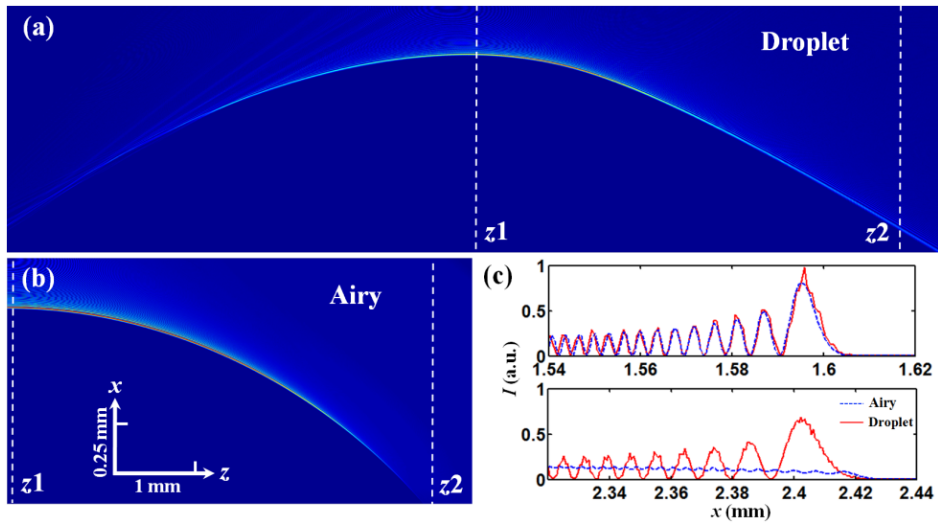 (a)
Droplet
z1
z2
(b)
Airy
x
0.25 mm
z
1 mm
z1
z2
(c)
1
0.5
0
1.54
1.56
1.58
1.6
1.62
I (a.u.)
1
0.5
0
Airy
Droplet
2.34
2.36
2.38
2.4
2.42
2.44
x (mm)